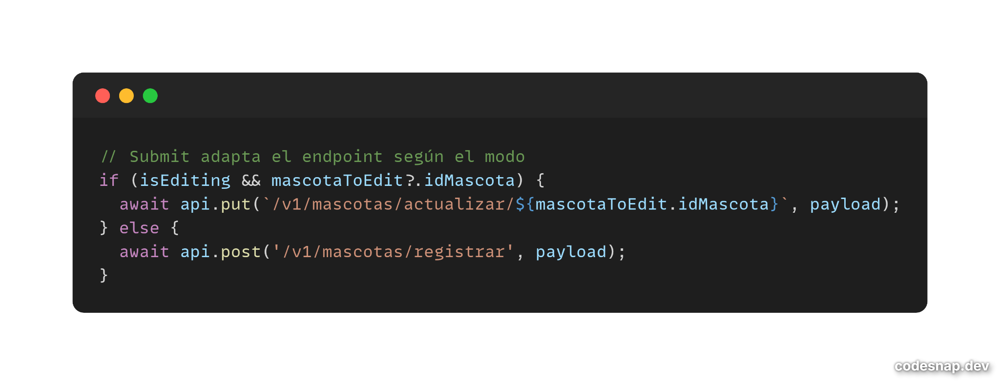 // Submit adapta el endpoint según el modo
if (isEditing && mascotaToEdit?.idMascota) {
  await api.put(`/v1/mascotas/actualizar/${mascotaToEdit.idMascota}`, payload);
} else {
  await api.post('/v1/mascotas/registrar', payload);
}
codesnap.dev